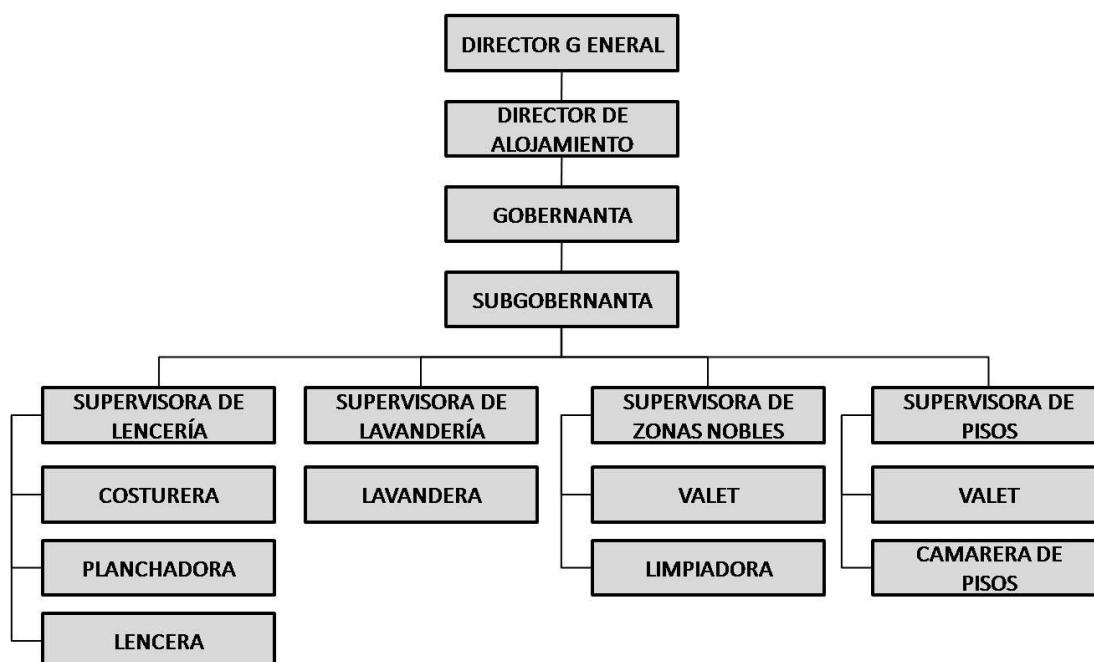 DIRECTOR G ENERAL
DIRECTOR DE
ALOJAMIENTO
GOBERNANTA
SUBGOBERNANTA
SUPERVISORA DE
LENCERÍA
SUPERVISORA DE
LAVANDERÍA
SUPERVISORA DE
ZONAS NOBLES
SUPERVISORA DE
PISOS
COSTURERA
LAVANDERA
VALET
VALET
PLANCHADORA
LIMPIADORA
CAMARERA DE
PISOS
LENCERA